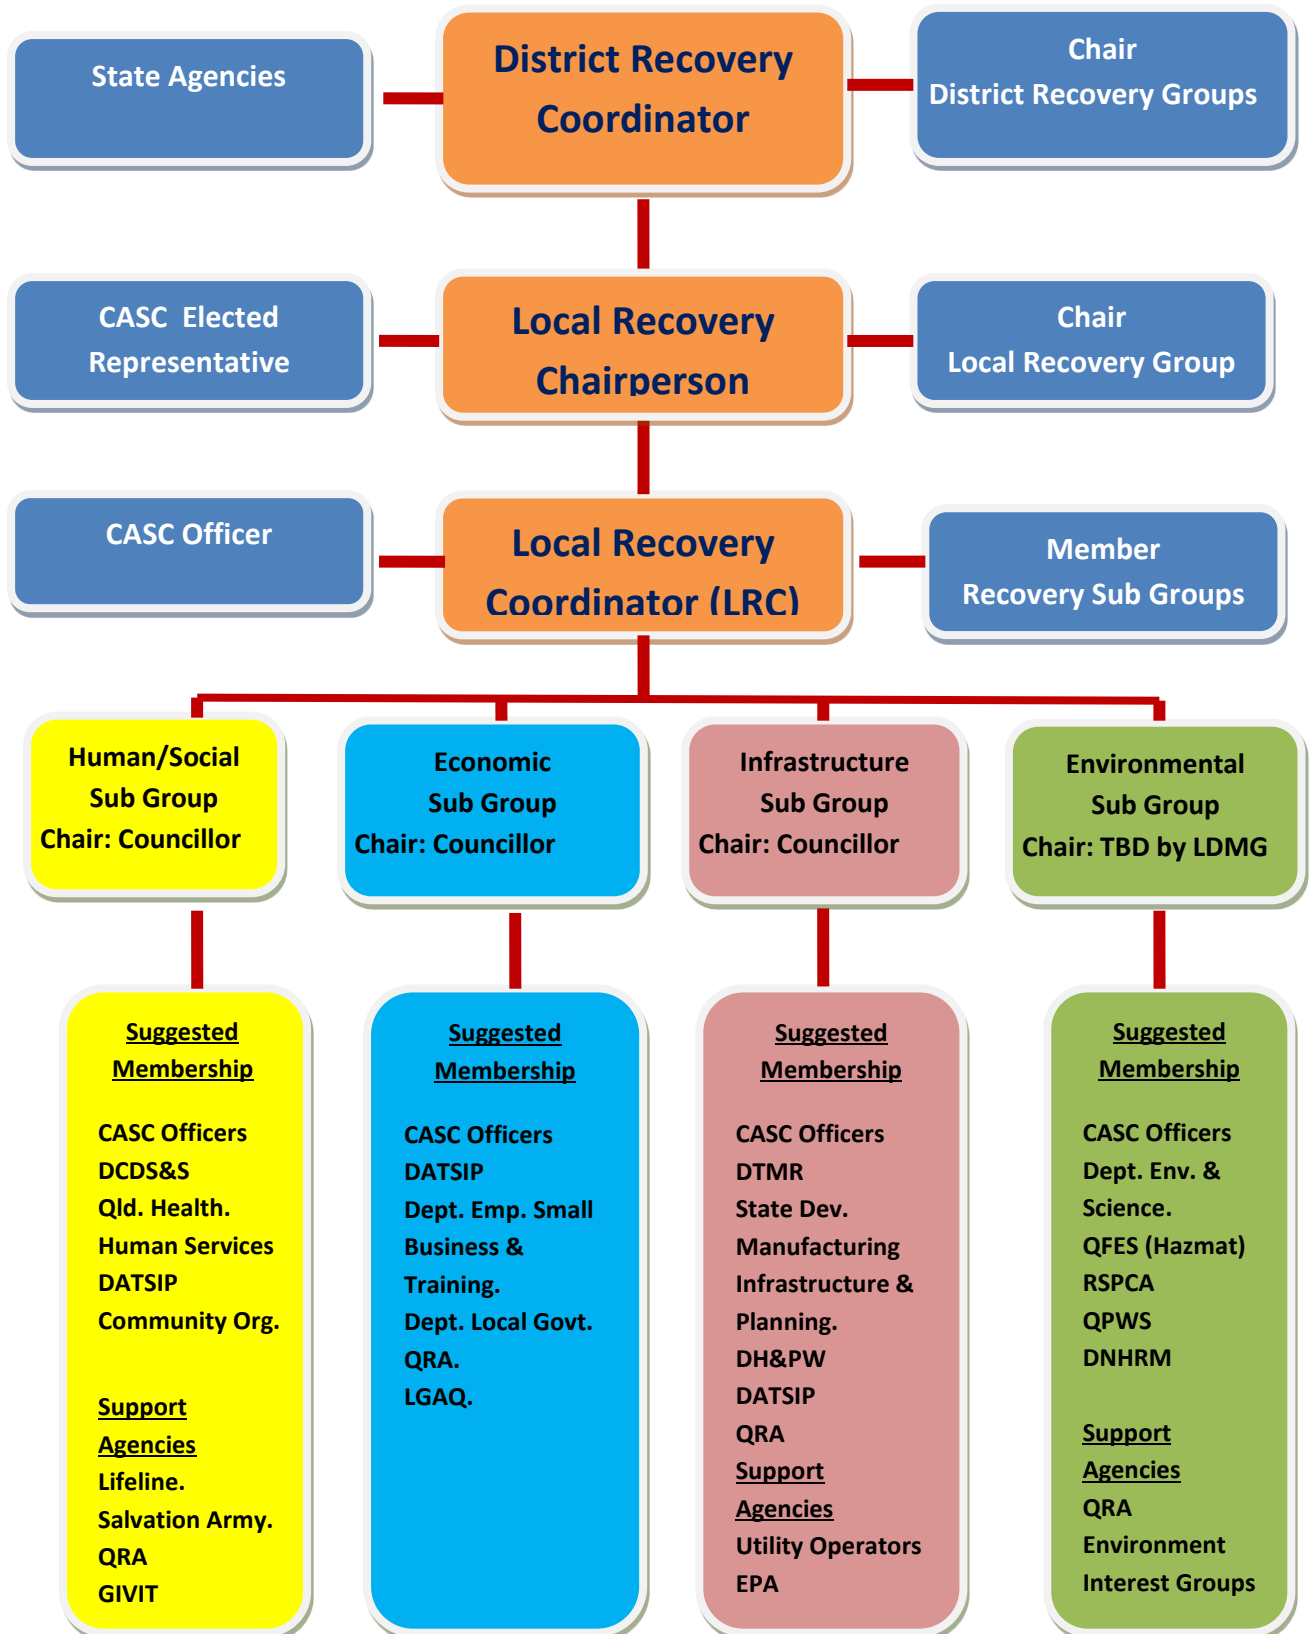 State Agencies
District Recovery
Coordinator
Chair
District Recovery Groups
CASC  Elected
Representative
Local Recovery
Chairperson
Chair
Local Recovery Group
CASC Officer
Local Recovery
Coordinator (LRC)
Member
Recovery Sub Groups
Human/Social
Sub Group
Chair: Councillor
Economic
Sub Group
Chair: Councillor
Infrastructure
Sub Group
Chair: Councillor
Environmental
Sub Group
Chair: TBD by LDMG
Suggested
Membership
CASC Officers
DCDS&S
Qld. Health.
Human Services
DATSIP
Community Org.
Support
Agencies
Lifeline.
Salvation Army.
QRA
GIVIT
Suggested
Membership
CASC Officers
DATSIP
Dept. Emp. Small
Business &
Training.
Dept. Local Govt.
QRA.
LGAQ.
Suggested
Membership
CASC Officers
DTMR
State Dev.
Manufacturing
Infrastructure &
Planning.
DH&PW
DATSIP
QRA
Support
Agencies
Utility Operators
EPA
Suggested
Membership
CASC Officers
Dept. Env. &
Science.
QFES (Hazmat)
RSPCA
QPWS
DNHRM
Support
Agencies
QRA
Environment
Interest Groups